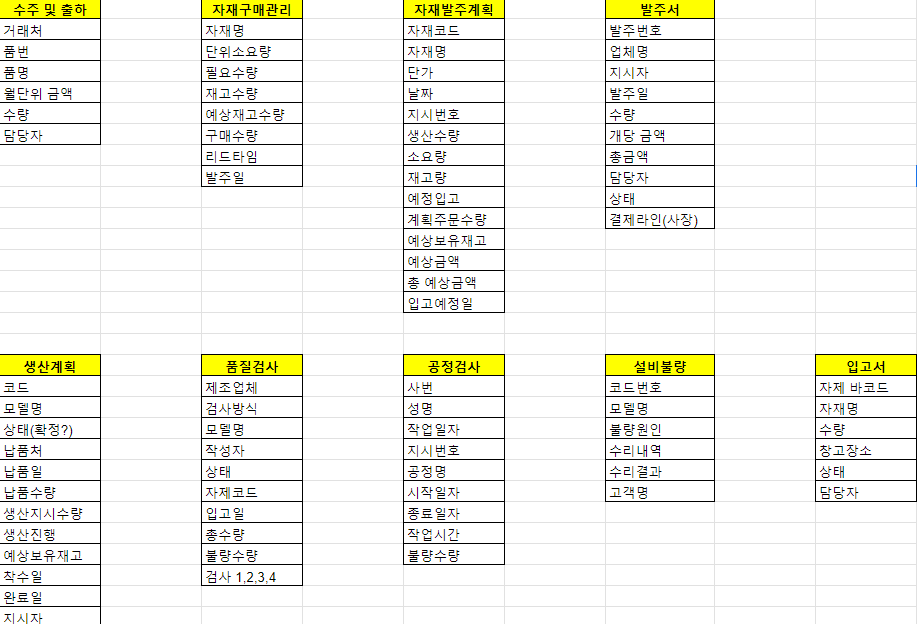 수주 및 출하
거래처
품번
품명
월단위 금액
수량
담당자
자재구매관리
자재명
단위소요량
필요수량
재고수량
예상재고수량
구매수량
리드타임
발주일
자재발주계획
자재코드
자재명
단가
날짜
지시번호
생산수량
소요량
재고량
예정입고
계획주문수량
예상보유재고
예상금액
총 예상금액
입고예정일
발주서
발주번호
업체명
지시자
발주일
수량
개당 금액
총금액
담당자
상태
결제라인(사장)
생산계획
코드
모델명
상태(확정?)
납품처
납품일
납품수량
생산지시수량
생산진행
예상보유재고
착수일
완료일
지시자
품질검사
제조업체
검사방식
모델명
작성자
상태
자제코드
입고일
총수량
불량수량
검사 1,2,3,4
공정검사
사번
성명
작업일자
지시번호
공정명
시작일자
종료일자
작업시간
불량수량
설비불량
코드번호
모델명
불량원인
수리내역
수리결과
고객명
입고서
자제 바코드
자재명
수량
창고장소
상태
담당자